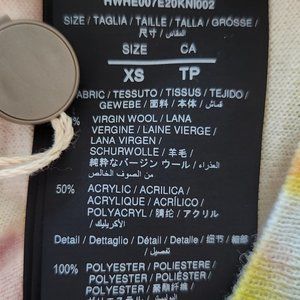 HWHE007E20KNI002
SIZE / TAGLIA / TAILLE / GRÖSSE /
尺寸 / المقاس
SIZE CA
XS TP
FABRIC / TESSUTO / TISSUS / TEJIDO /
GEWEBE / 面料 / 本体 /
VIRGIN WOOL / LANA
VERGINE / LAINE VIERGE /
LANA VIRGEN /
SCHURWOLLE / 羊毛 /
純粋なバージン ウール /
العذراء /
من الصوف الخالص
50% ACRYLIC / ACRILICA /
ACRYLIQUE / ACRÍLICO /
POLYACRYL / 腈纶 / アクリル
/ الأكريليك
Detail / Dettaglio / Détail / Detalle / 细节 / 細部
/ تفصيل
100% POLYESTER / POLIESTERE /
POLYESTER / POLIÉSTER /
POLYESTER / 聚酯纤维 /